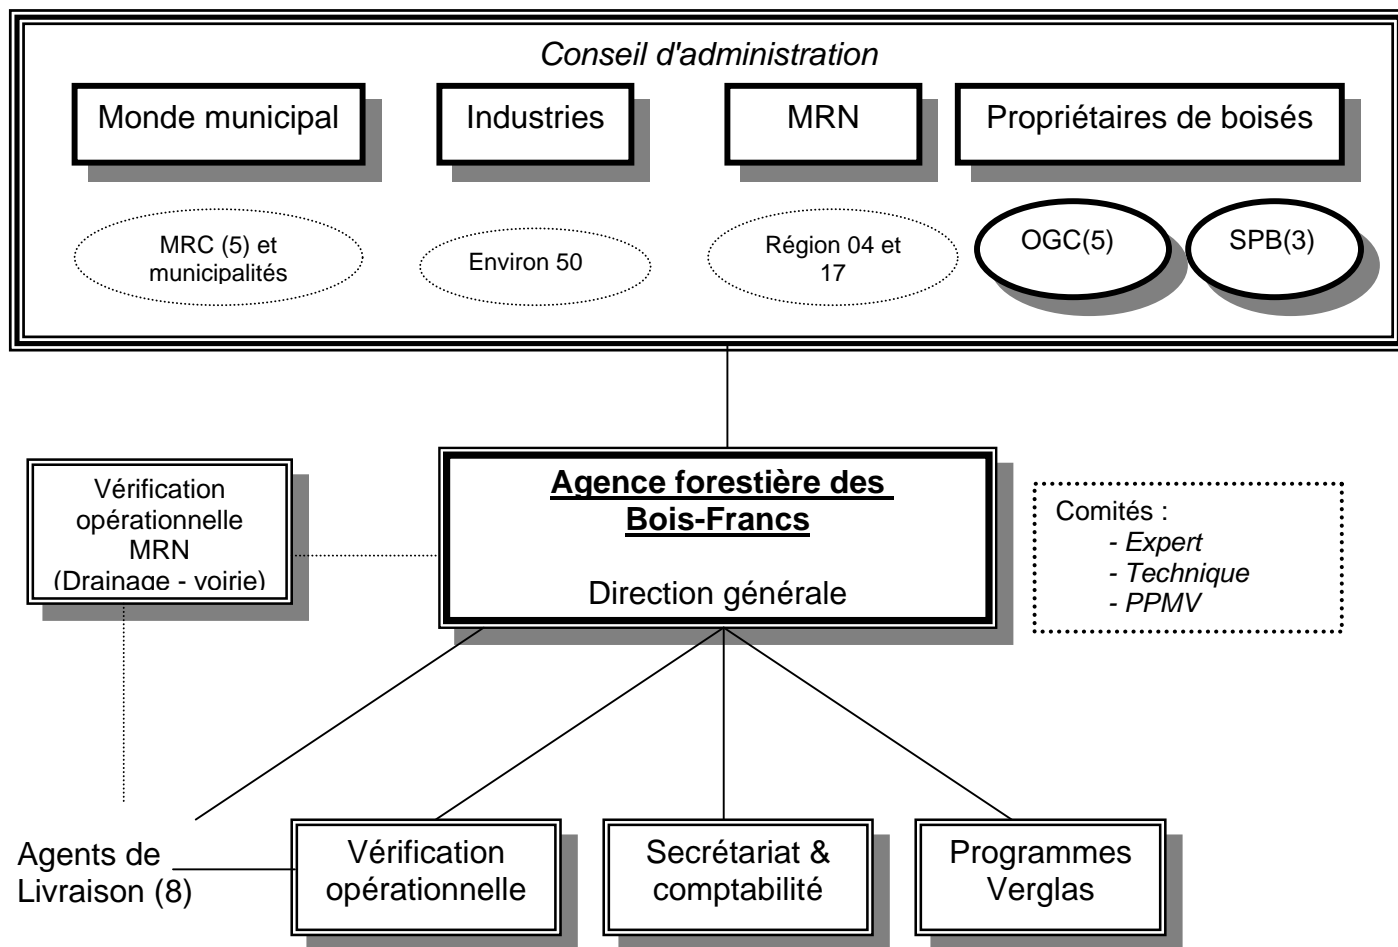 Conseil d'administration
Monde municipal
Industries
MRN
Propriétaires de boisés
MRC (5) et
municipalités
Environ 50
Région 04 et
17
OGC(5)
SPB(3)
Vérification
opérationnelle
MRN
(Drainage - voirie)
Agence forestière des
Bois-Francs
Direction générale
Comités :
- Expert
- Technique
- PPMV
Agents de
Livraison (8)
Vérification
opérationnelle
Secrétariat &
comptabilité
Programmes
Verglas